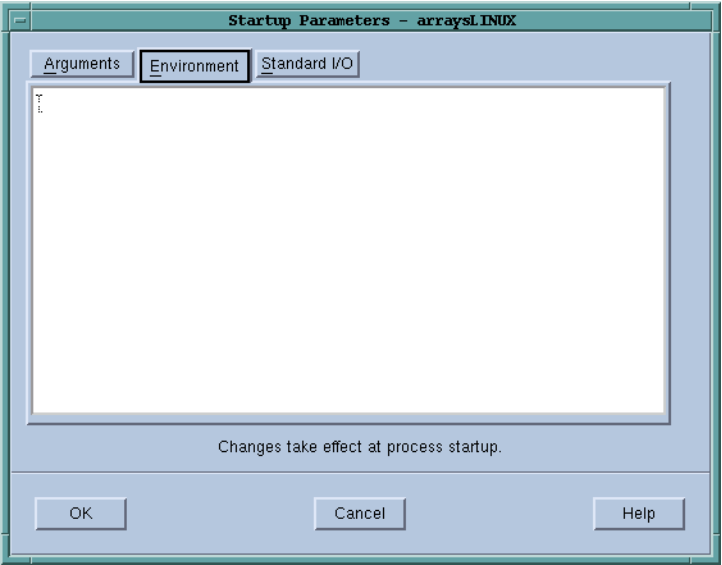 Startup Parameters - arraysLINUX
Arguments Environment Standard I/O
Changes take effect at process startup.
OK Cancel Help